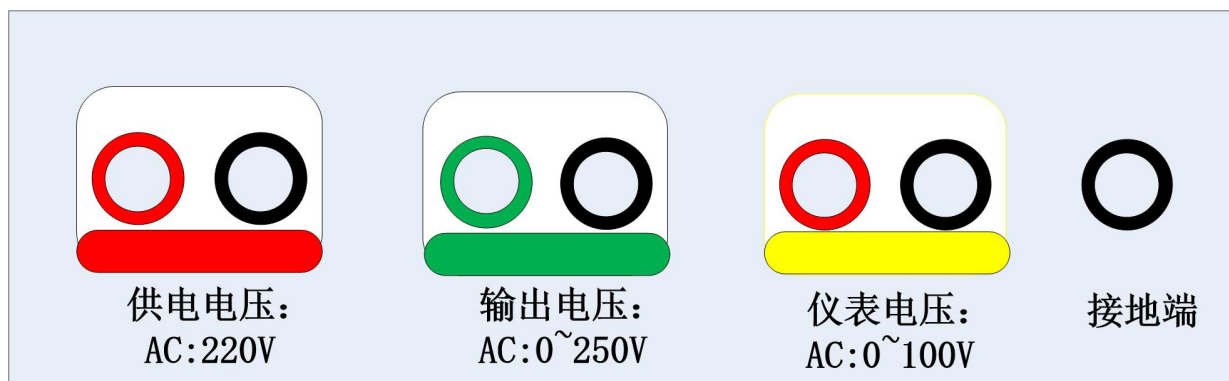 供电电压：
AC:220V
输出电压：
AC:0~250V
仪表电压：
AC:0~100V
接地端